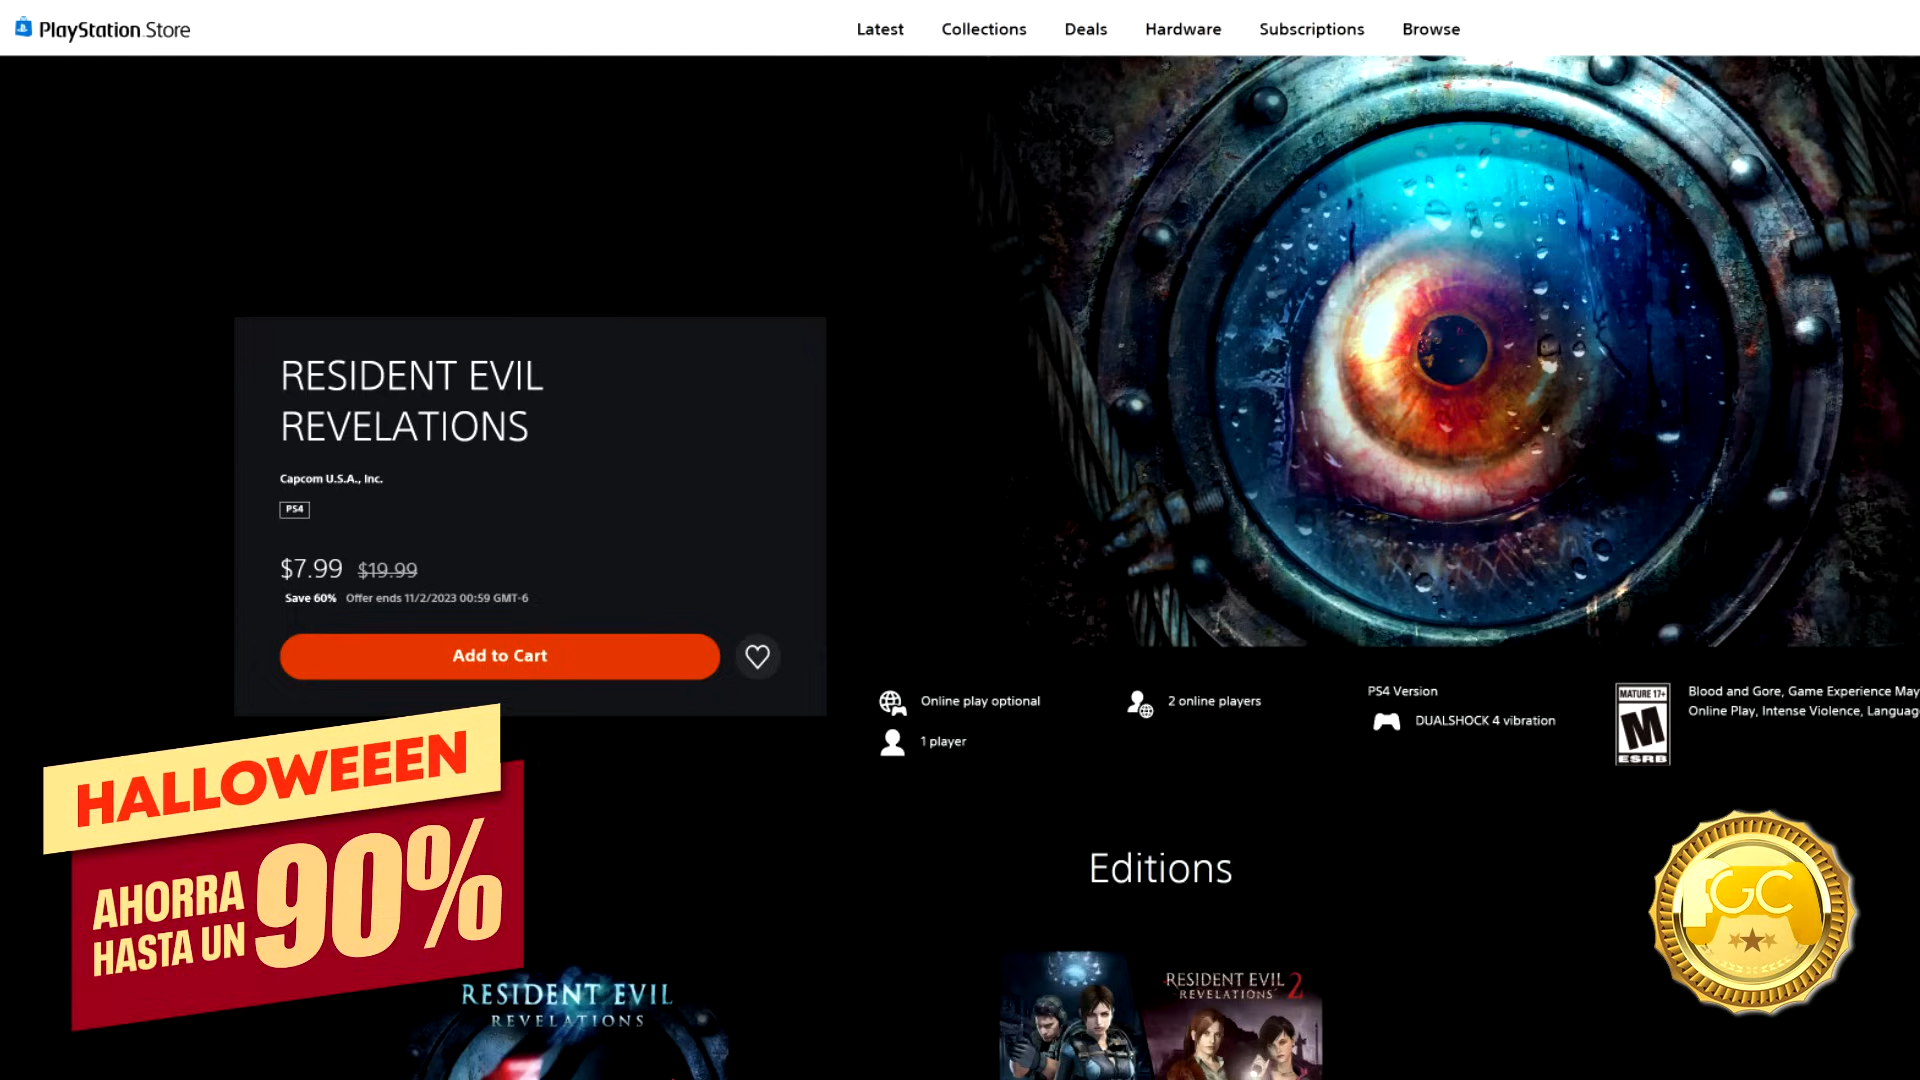 PlayStation Store
Latest
Collections
Deals
Hardware
Subscriptions
Browse
RESIDENT EVIL
REVELATIONS
Capcom U.S.A., Inc.
PS4
$7.99 $19.99
Save 60% Offer ends 11/2/2023 00:59 GMT-6
Add to Cart
Online play optional
1 player
2 online players
PS4 Version
DUALSHOCK 4 vibration
MATURE 17+
M
ESRB
Blood and Gore, Game Experience May
Online Play, Intense Violence, Languag
HALLOWEEEN
AHORRA
HASTA UN
90%
Editions
GC
RESIDENT EVIL
REVELATIONS
RESIDENT EVIL
REVELATIONS 2